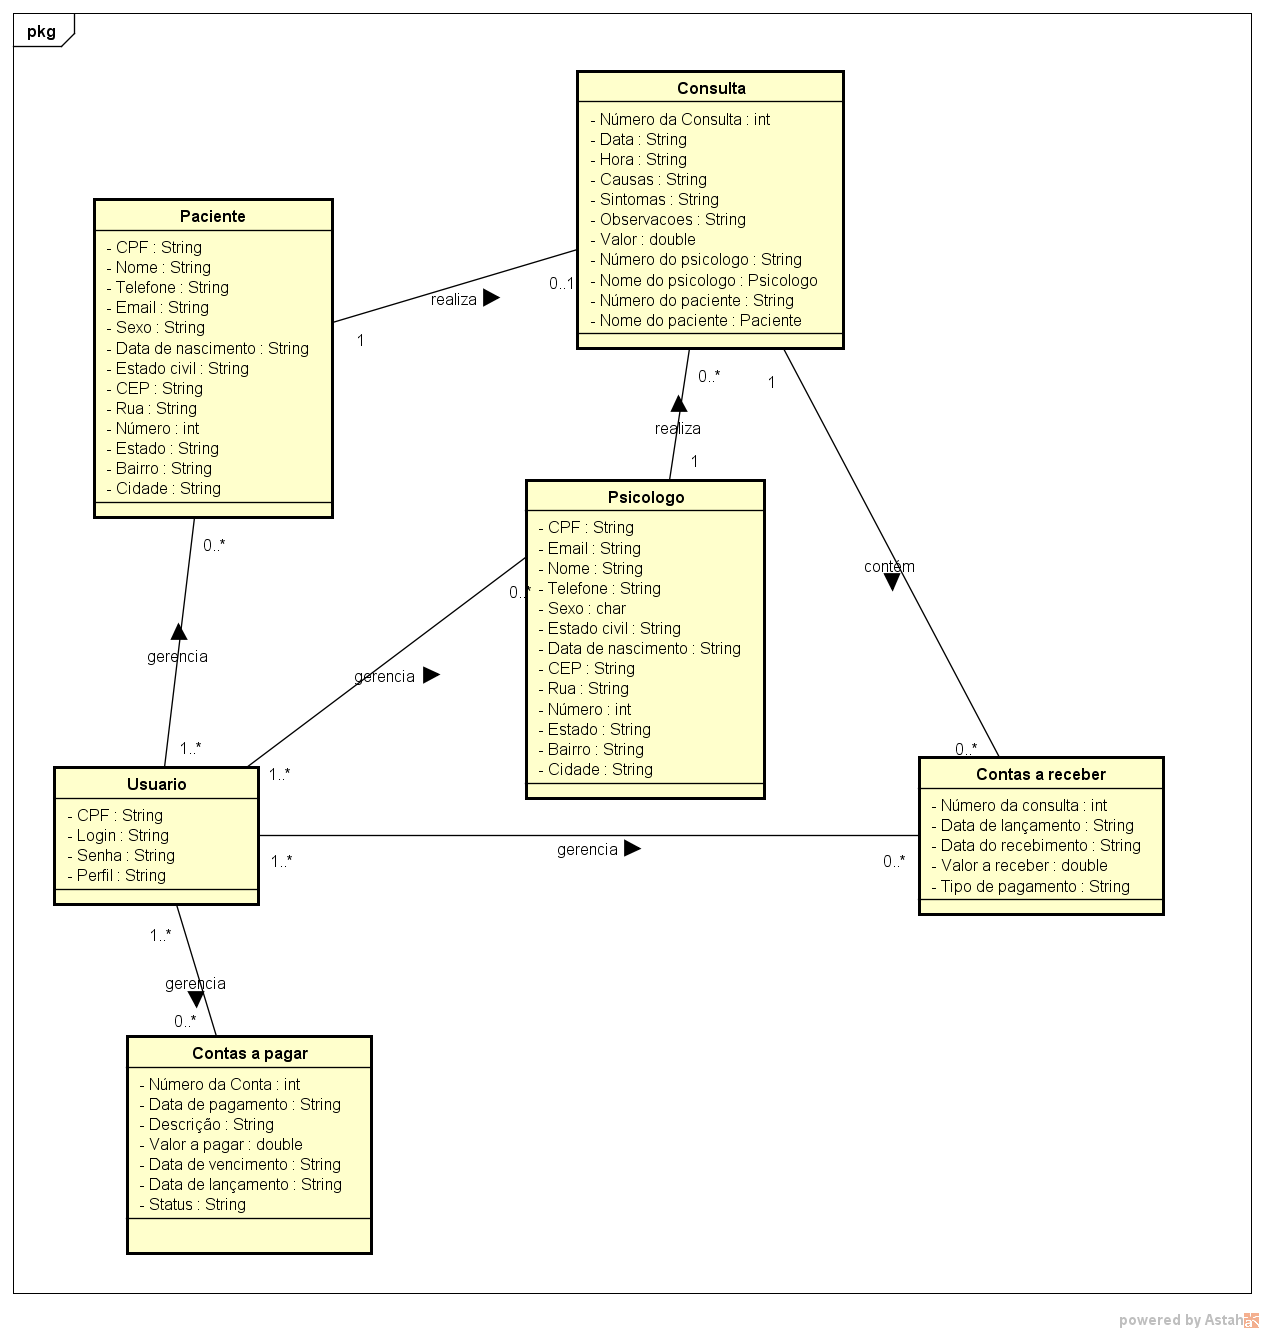 pkg
Consulta
- Número da Consulta : int
- Data : String
- Hora : String
- Causas : String
- Sintomas : String
- Observacoes : String
- Valor : double
- Número do psicologo : String
- Nome do psicologo : Psicologo
- Número do paciente : String
- Nome do paciente : Paciente
Paciente
- CPF : String
- Nome : String
- Telefone : String
- Email : String
- Sexo : String
- Data de nascimento : String
- Estado civil : String
- CEP : String
- Rua : String
- Número : int
- Estado : String
- Bairro : String
- Cidade : String
0..1
realiza
1
0..*
1
realiza
1
Psicologo
- CPF : String
- Email : String
- Nome : String
- Telefone : String
- Sexo : char
- Estado civil : String
- Data de nascimento : String
- CEP : String
- Rua : String
- Número : int
- Estado : String
- Bairro : String
- Cidade : String
0..*
contém
0..*
gerencia
gerencia
1..*
1..*
0..*
Usuario
- CPF : String
- Login : String
- Senha : String
- Perfil : String
Contas a receber
- Número da consulta : int
- Data de lançamento : String
- Data do recebimento : String
- Valor a receber : double
- Tipo de pagamento : String
1..*
gerencia
0..*
1..*
gerencia
0..*
Contas a pagar
- Número da Conta : int
- Data de pagamento : String
- Descrição : String
- Valor a pagar : double
- Data de vencimento : String
- Data de lançamento : String
- Status : String
powered by Astah